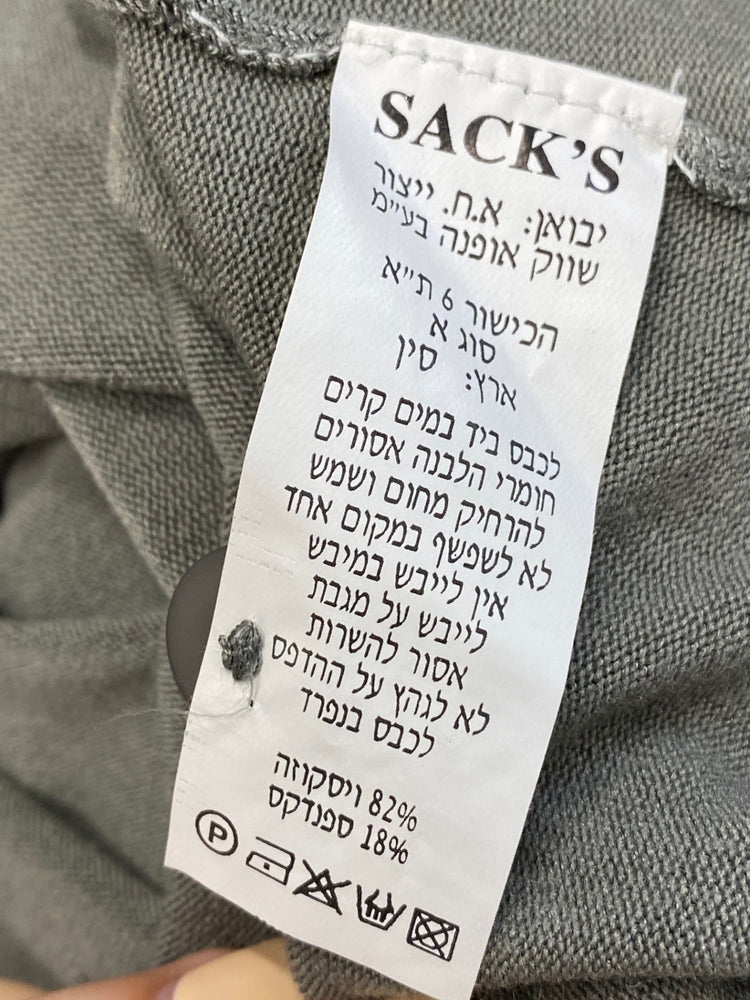 SACK'S
יבואן: א.ח. ייצור
שווק אופנה בע"מ
הכישור 6 ת"א
סוג א
ארץ: סין
לכבס ביד במים קרים
חומרי הלבנה אסורים
להרחיק מחום ושמש
לא לשפשף במקום אחד
אין לייבש במיבש
לייבש על מגבת
אסור להשרות
לא לגהץ על ההדפס
לכבס בנפרד
82% ויסקוזה
18% ספנדקס
P